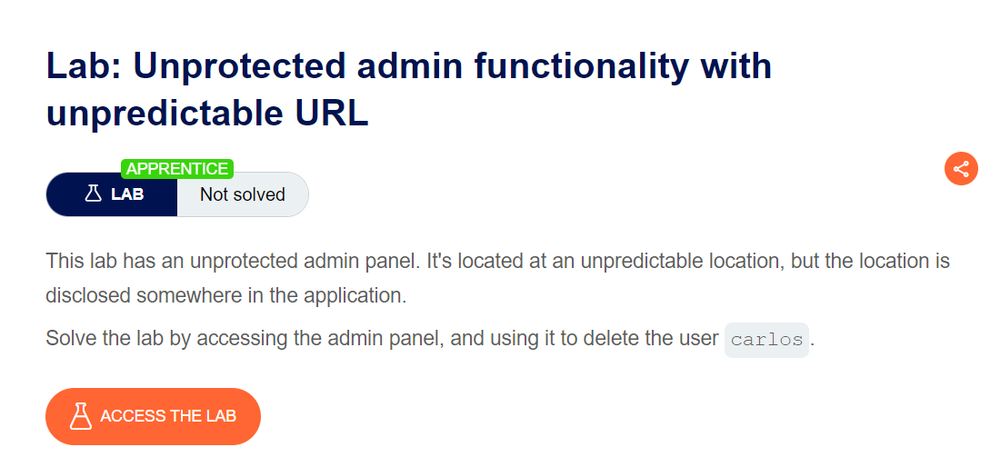 Lab: Unprotected admin functionality with
unpredictable URL
APPRENTICE
LAB
Not solved
This lab has an unprotected admin panel. It's located at an unpredictable location, but the location is
disclosed somewhere in the application.
Solve the lab by accessing the admin panel, and using it to delete the user carlos.
ACCESS THE LAB